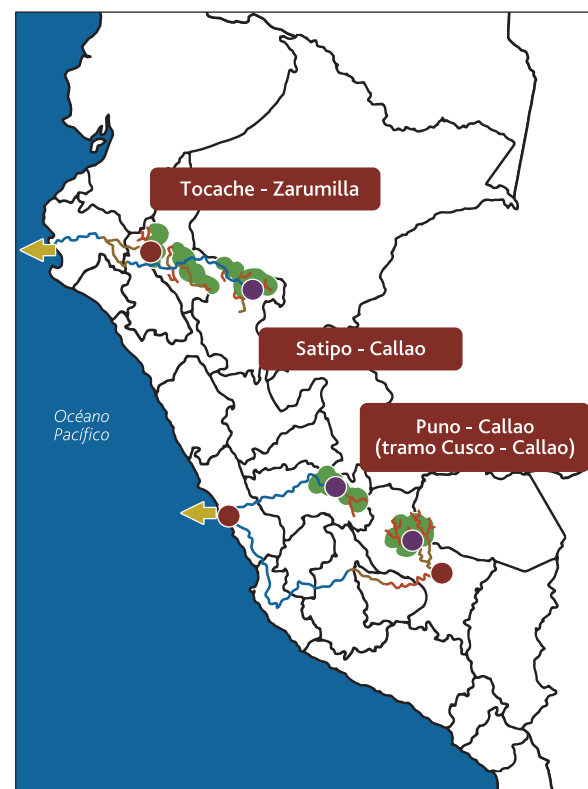 Tocache - Zarumilla
Satipo - Callao
Puno - Callao
(tramo Cusco - Callao)
Océano
Pacífico